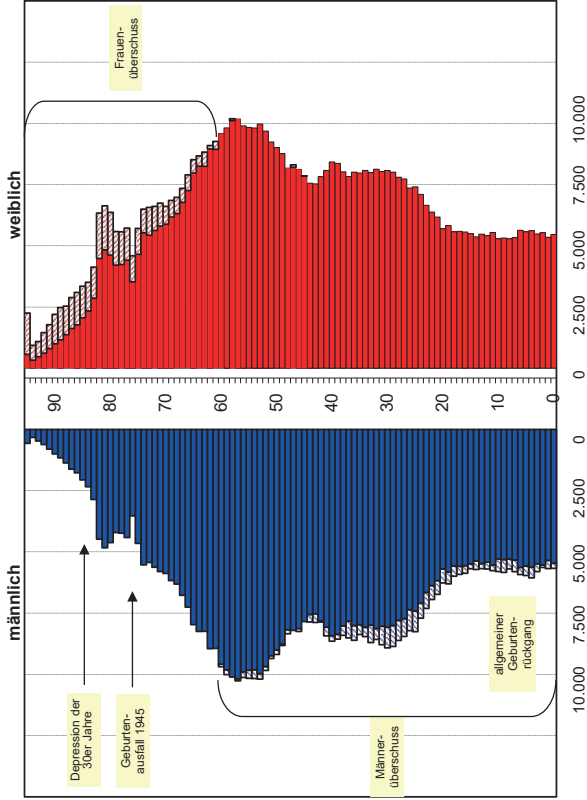 männlich
weiblich
Depression der
30er Jahre
Geburten-
ausfall 1945
Frauen-
überschuss
Männer-
überschuss
allgemeiner
Geburten-
rückgang
90
80
70
60
50
40
30
20
10
0
10.000
7.500
5.000
2.500
0
0
2.500
5.000
7.500
10.000